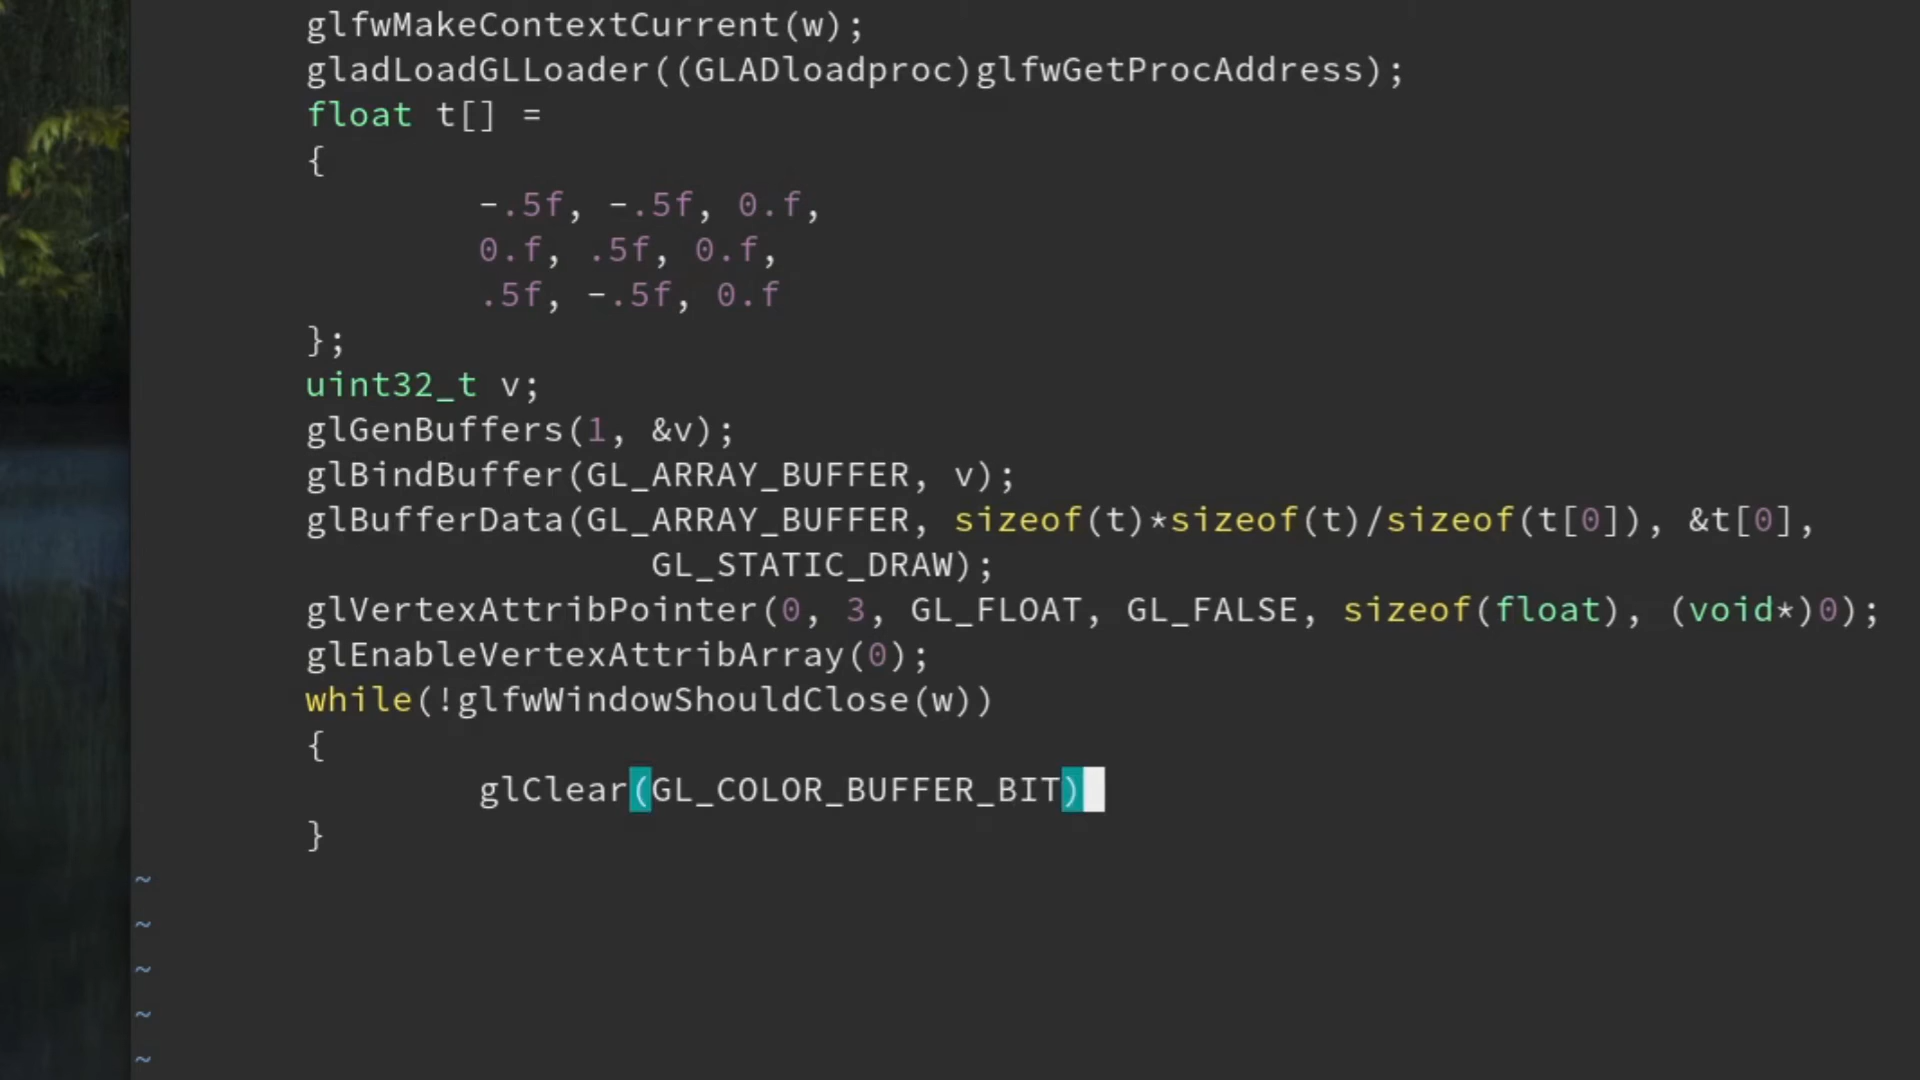 glfwMakeContextCurrent(w);
gladLoadGLLoader((GLADloadproc)glfwGetProcAddress);
float t[] =
{
-.5f, -.5f, 0.f,
0.f, .5f, 0.f,
.5f, -.5f, 0.f
};
uint32_t v;
glGenBuffers(1, &v);
glBindBuffer(GL_ARRAY_BUFFER, v);
glBufferData(GL_ARRAY_BUFFER, sizeof(t)*sizeof(t)/sizeof(t[0]), &t[0],
GL_STATIC_DRAW);
glVertexAttribPointer(0, 3, GL_FLOAT, GL_FALSE, sizeof(float), (void*)0);
glEnableVertexAttribArray(0);
while(!glfwWindowShouldClose(w))
{
glClear(GL_COLOR_BUFFER_BIT)
}
~
~
~
~
~